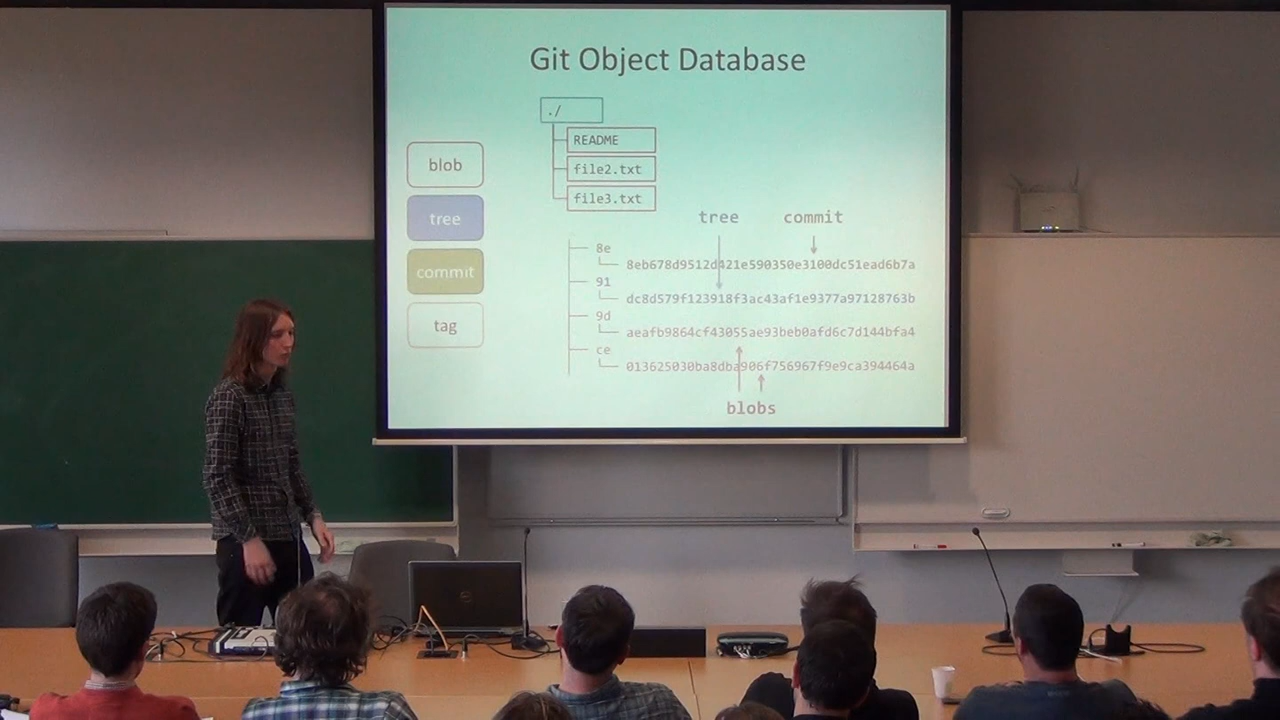 Git Object Database
./
README
file2.txt
file3.txt
blob
tree
commit
tag
tree commit
8e
8eb678d9512d421e590350e3100dc51ead6b7a
91
dc8d579f123918f3ac43af1e9377a97128763b
9d
aeafb9864cf43055ae93beb0afd6c7d144bfa4
ce
013625030ba8dba906f756967f9e9ca394464a
blobs